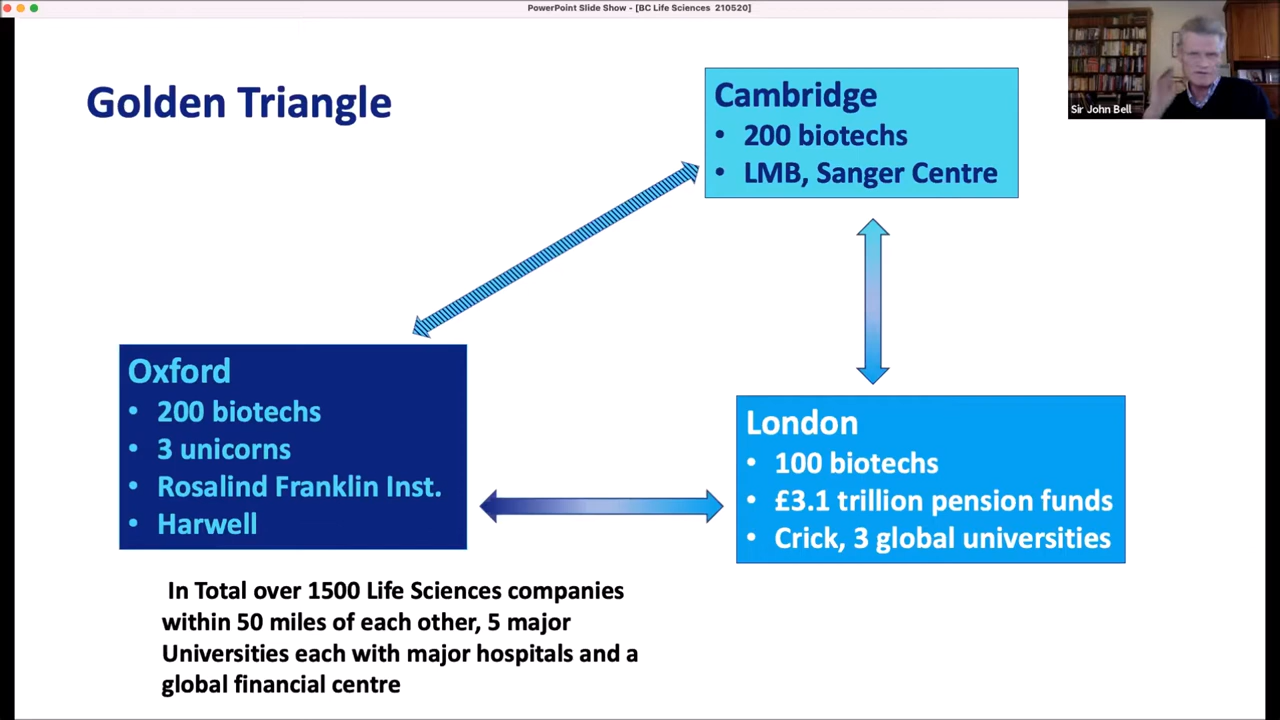 PowerPoint Slide Show - [BC Life Sciences 210520]
Golden Triangle
Cambridge
• 200 biotechs
• LMB, Sanger Centre
Sir John Bell
Oxford
• 200 biotechs
• 3 unicorns
• Rosalind Franklin Inst.
• Harwell
London
• 100 biotechs
• £3.1 trillion pension funds
• Crick, 3 global universities
In Total over 1500 Life Sciences companies
within 50 miles of each other, 5 major
Universities each with major hospitals and a
global financial centre